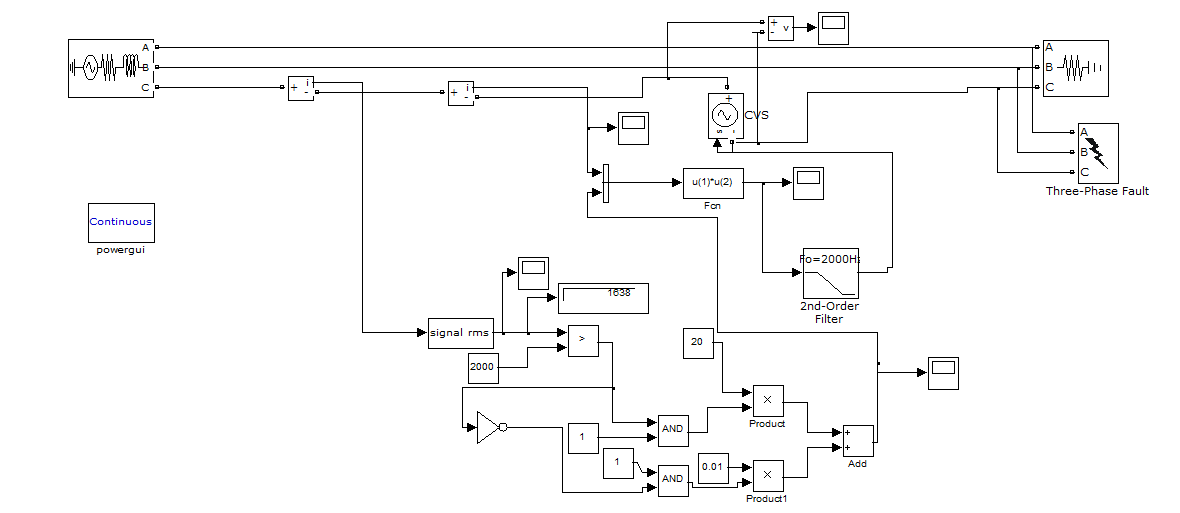 +
-
v
A
B
C
A
B
C
+
i
-
+
i
-
+
s
-
CVS
A
B
C
Three-Phase Fault
u(1)*u(2)
Fcn
Continuous
powergui
Fo=2000Hz
2nd-Order
Filter
1638
signal rms
>
2000
20
×
Product
AND
1
1
AND
0.01
×
Product1
+
+
Add